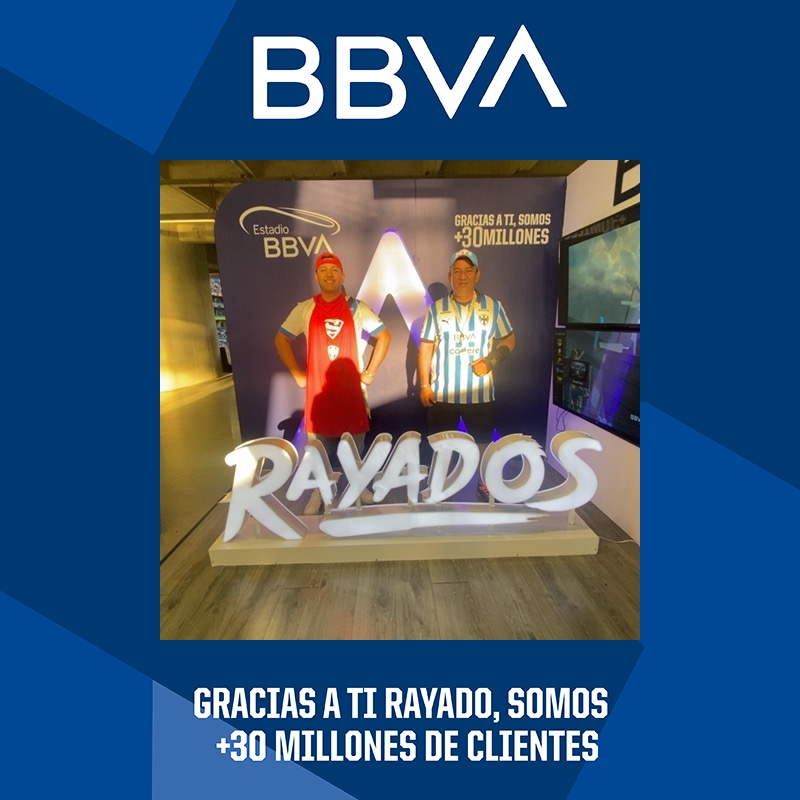 BBVA
Estadio
BBVA
GRACIAS A TI, SOMOS
+30 MILLONES
BBVA
RAYADOS
GRACIAS A TI RAYADO, SOMOS
+30 MILLONES DE CLIENTES